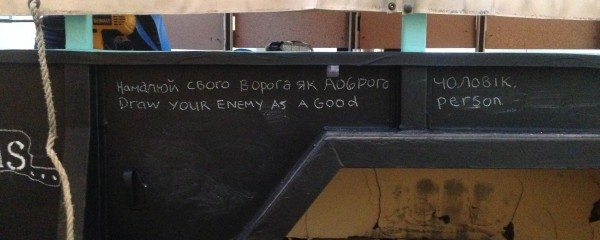 Намалюй свого ворога як доброго чоловік.
Draw YOUR ENEMY AS A Good person